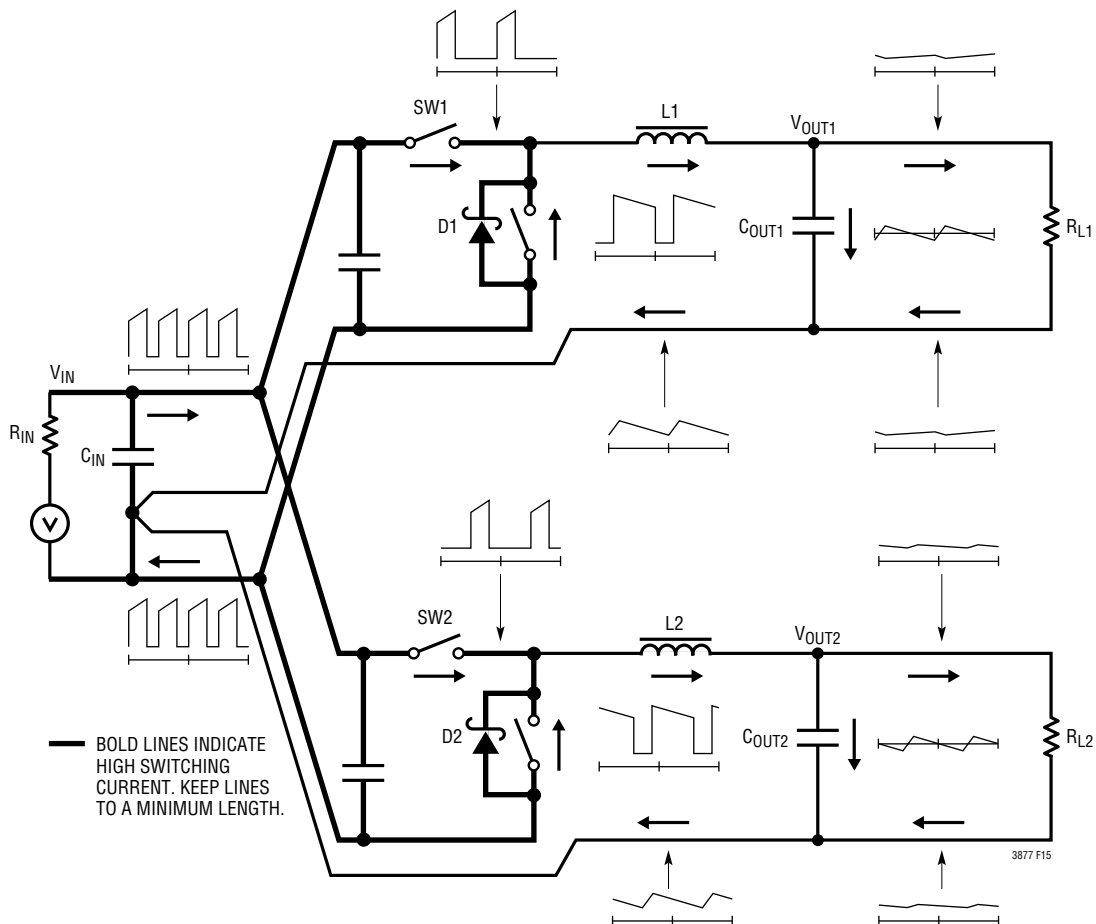 SW1
L1
VOUT1
D1
COUT1
RL1
VIN
RIN
CIN
V
SW2
L2
VOUT2
D2
COUT2
RL2
BOLD LINES INDICATE
HIGH SWITCHING
CURRENT. KEEP LINES
TO A MINIMUM LENGTH.
3877 F15